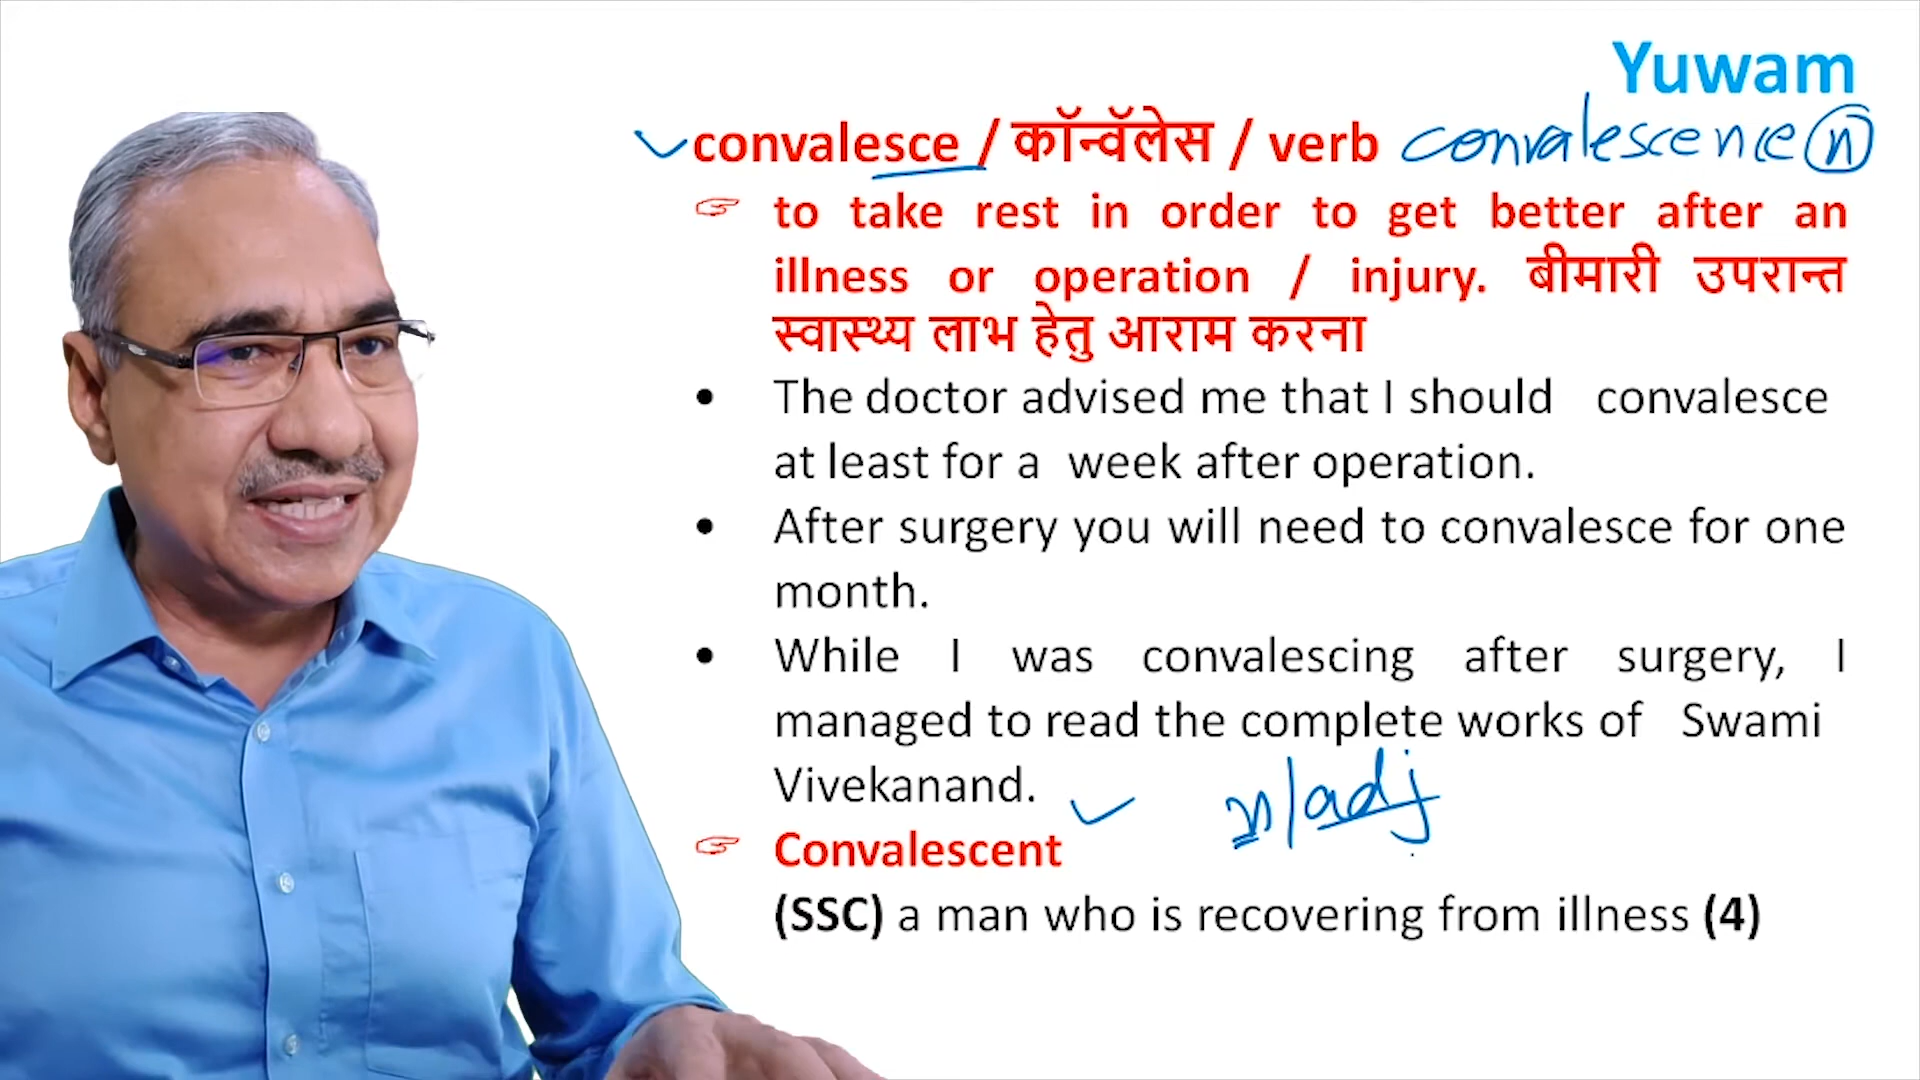 Yuwam
convalesce / कॉन्वॅलेस / verb convalescence (n)
☞ to take rest in order to get better after an
illness or operation / injury. बीमारी उपरान्त
स्वास्थ्य लाभ हेतु आराम करना
• The doctor advised me that I should convalesce
at least for a week after operation.
• After surgery you will need to convalesce for one
month.
• While I was convalescing after surgery, I
managed to read the complete works of Swami
Vivekanand.
n/adj
☞ Convalescent
(SSC) a man who is recovering from illness (4)